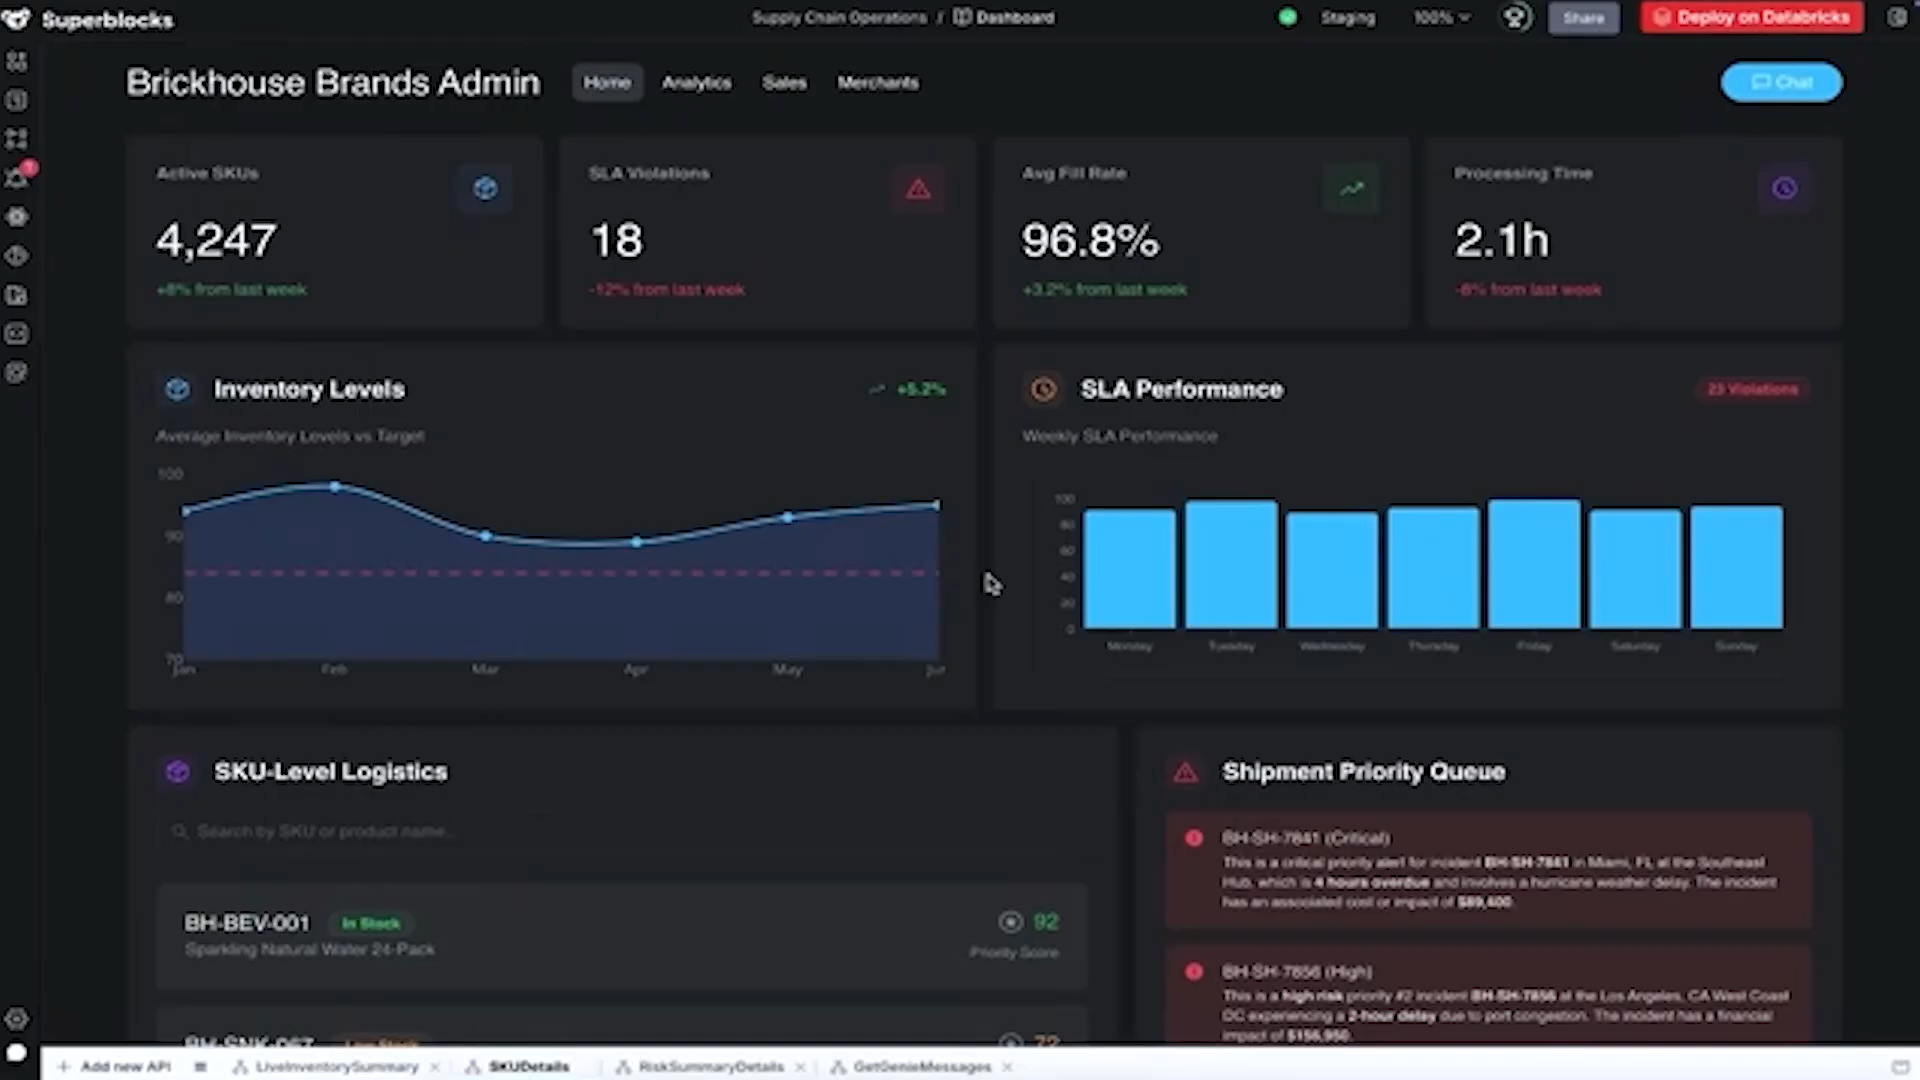 Superblocks
Supply Chain Operations / Dashboard
Staging
100%
Share
Deploy on Databricks
Brickhouse Brands Admin
Home
Analytics
Sales
Merchants
Chat
Active SKUs
4,247
+8% from last week
SLA Violations
18
-12% from last week
Avg Fill Rate
96.8%
+3.2% from last week
Processing Time
2.1h
-8% from last week
Inventory Levels
+5.2%
Average Inventory Levels vs Target
100
90
80
70
Jan
Feb
Mar
Apr
May
SLA Performance
23 Violations
Weekly SLA Performance
100
80
60
40
20
0
Monday
Tuesday
Wednesday
Thursday
Friday
Saturday
Sunday
SKU-Level Logistics
Search by SKU or product name...
BH-BEV-001
In Stock
92
Sparkling Natural Water 24-Pack
Priority Score
BH-SNK-067
Low Stock
72
Shipment Priority Queue
BH-SH-7841 (Critical)
This is a critical priority alert for incident BH-SH-7841 in Miami, FL at the Southeast
Hub, which is 4 hours overdue and involves a hurricane weather delay. The incident
has an associated cost or impact of $89,400.
BH-SH-7856 (High)
This is a high risk priority #2 incident BH-SH-7856 at the Los Angeles, CA West Coast
DC experiencing a 2-hour delay due to port congestion. The incident has a financial
impact of $156,950.
Add new API
LiveInventorySummary
SKUDetails
RiskSummaryDetails
GetGenieMessages